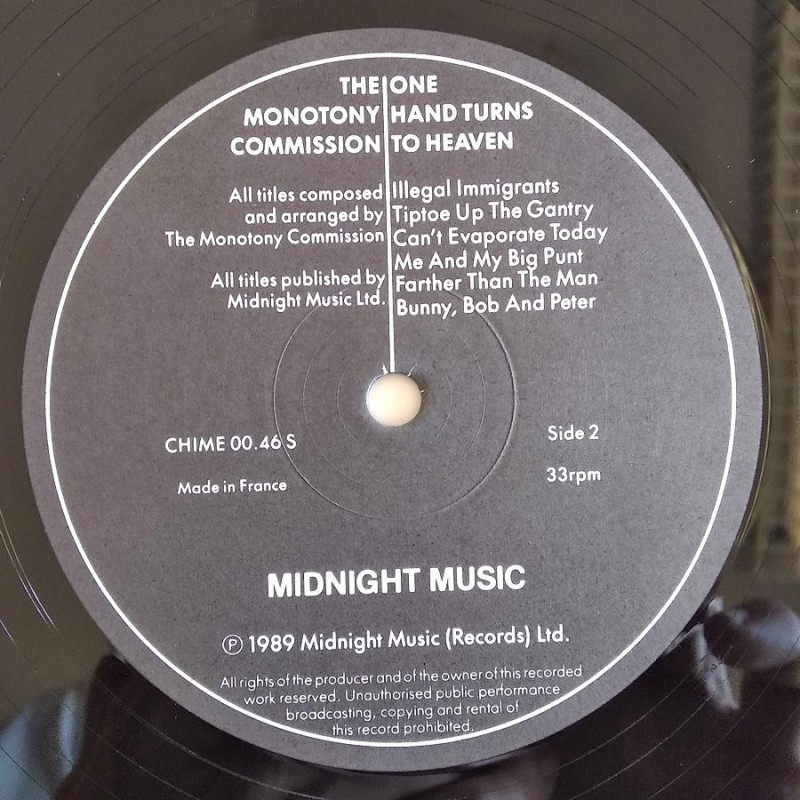 THE
MONOTONY
COMMISSION
ONE
HAND TURNS
TO HEAVEN
All titles composed
and arranged by
The Monotony Commission
All titles published by
Midnight Music Ltd.
Illegal Immigrants
Tiptoe Up The Gantry
Can't Evaporate Today
Me And My Big Punt
Farther Than The Man
Bunny, Bob And Peter
CHIME 00.46 S
Made in France
Side 2
33rpm
MIDNIGHT MUSIC
Ⓟ 1989 Midnight Music (Records) Ltd.
All rights of the producer and of the owner of this recorded
work reserved. Unauthorised public performance
broadcasting, copying and rental of
this record prohibited.